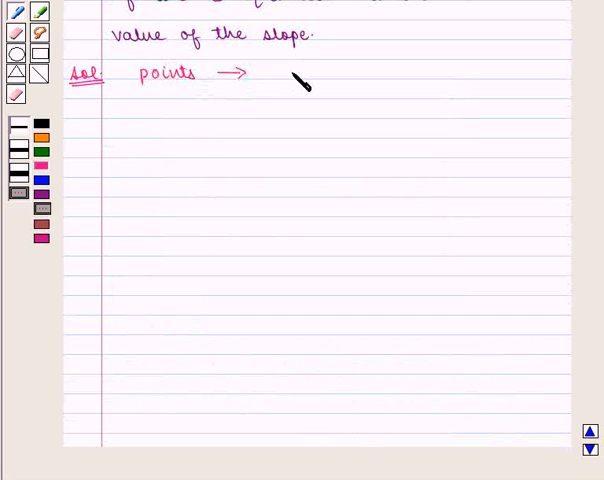 value of the slope.
sol. points →